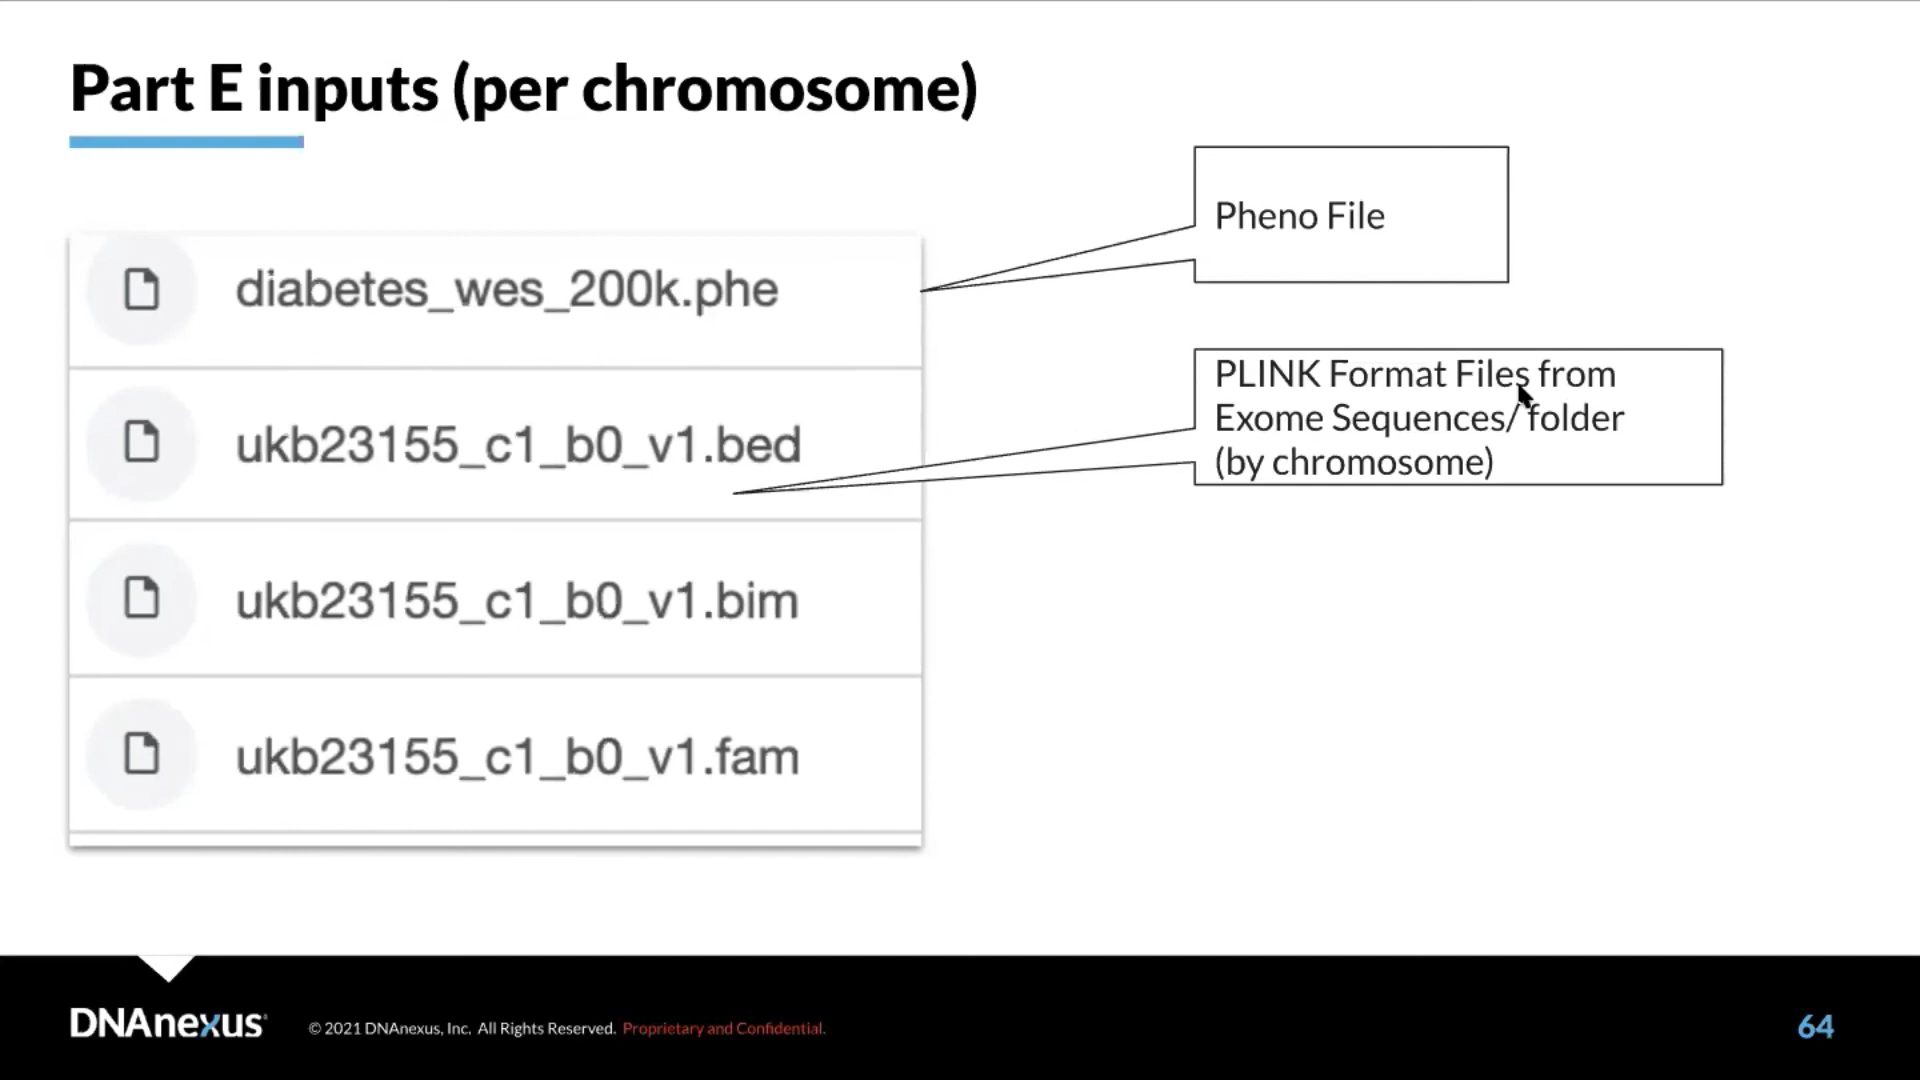 Part E inputs (per chromosome)
Pheno File
diabetes_wes_200k.phe
PLINK Format Files from
Exome Sequences/ folder
(by chromosome)
ukb23155_c1_b0_v1.bed
ukb23155_c1_b0_v1.bim
ukb23155_c1_b0_v1.fam
DNAnexus
© 2021 DNAnexus, Inc. All Rights Reserved. Proprietary and Confidential.
64